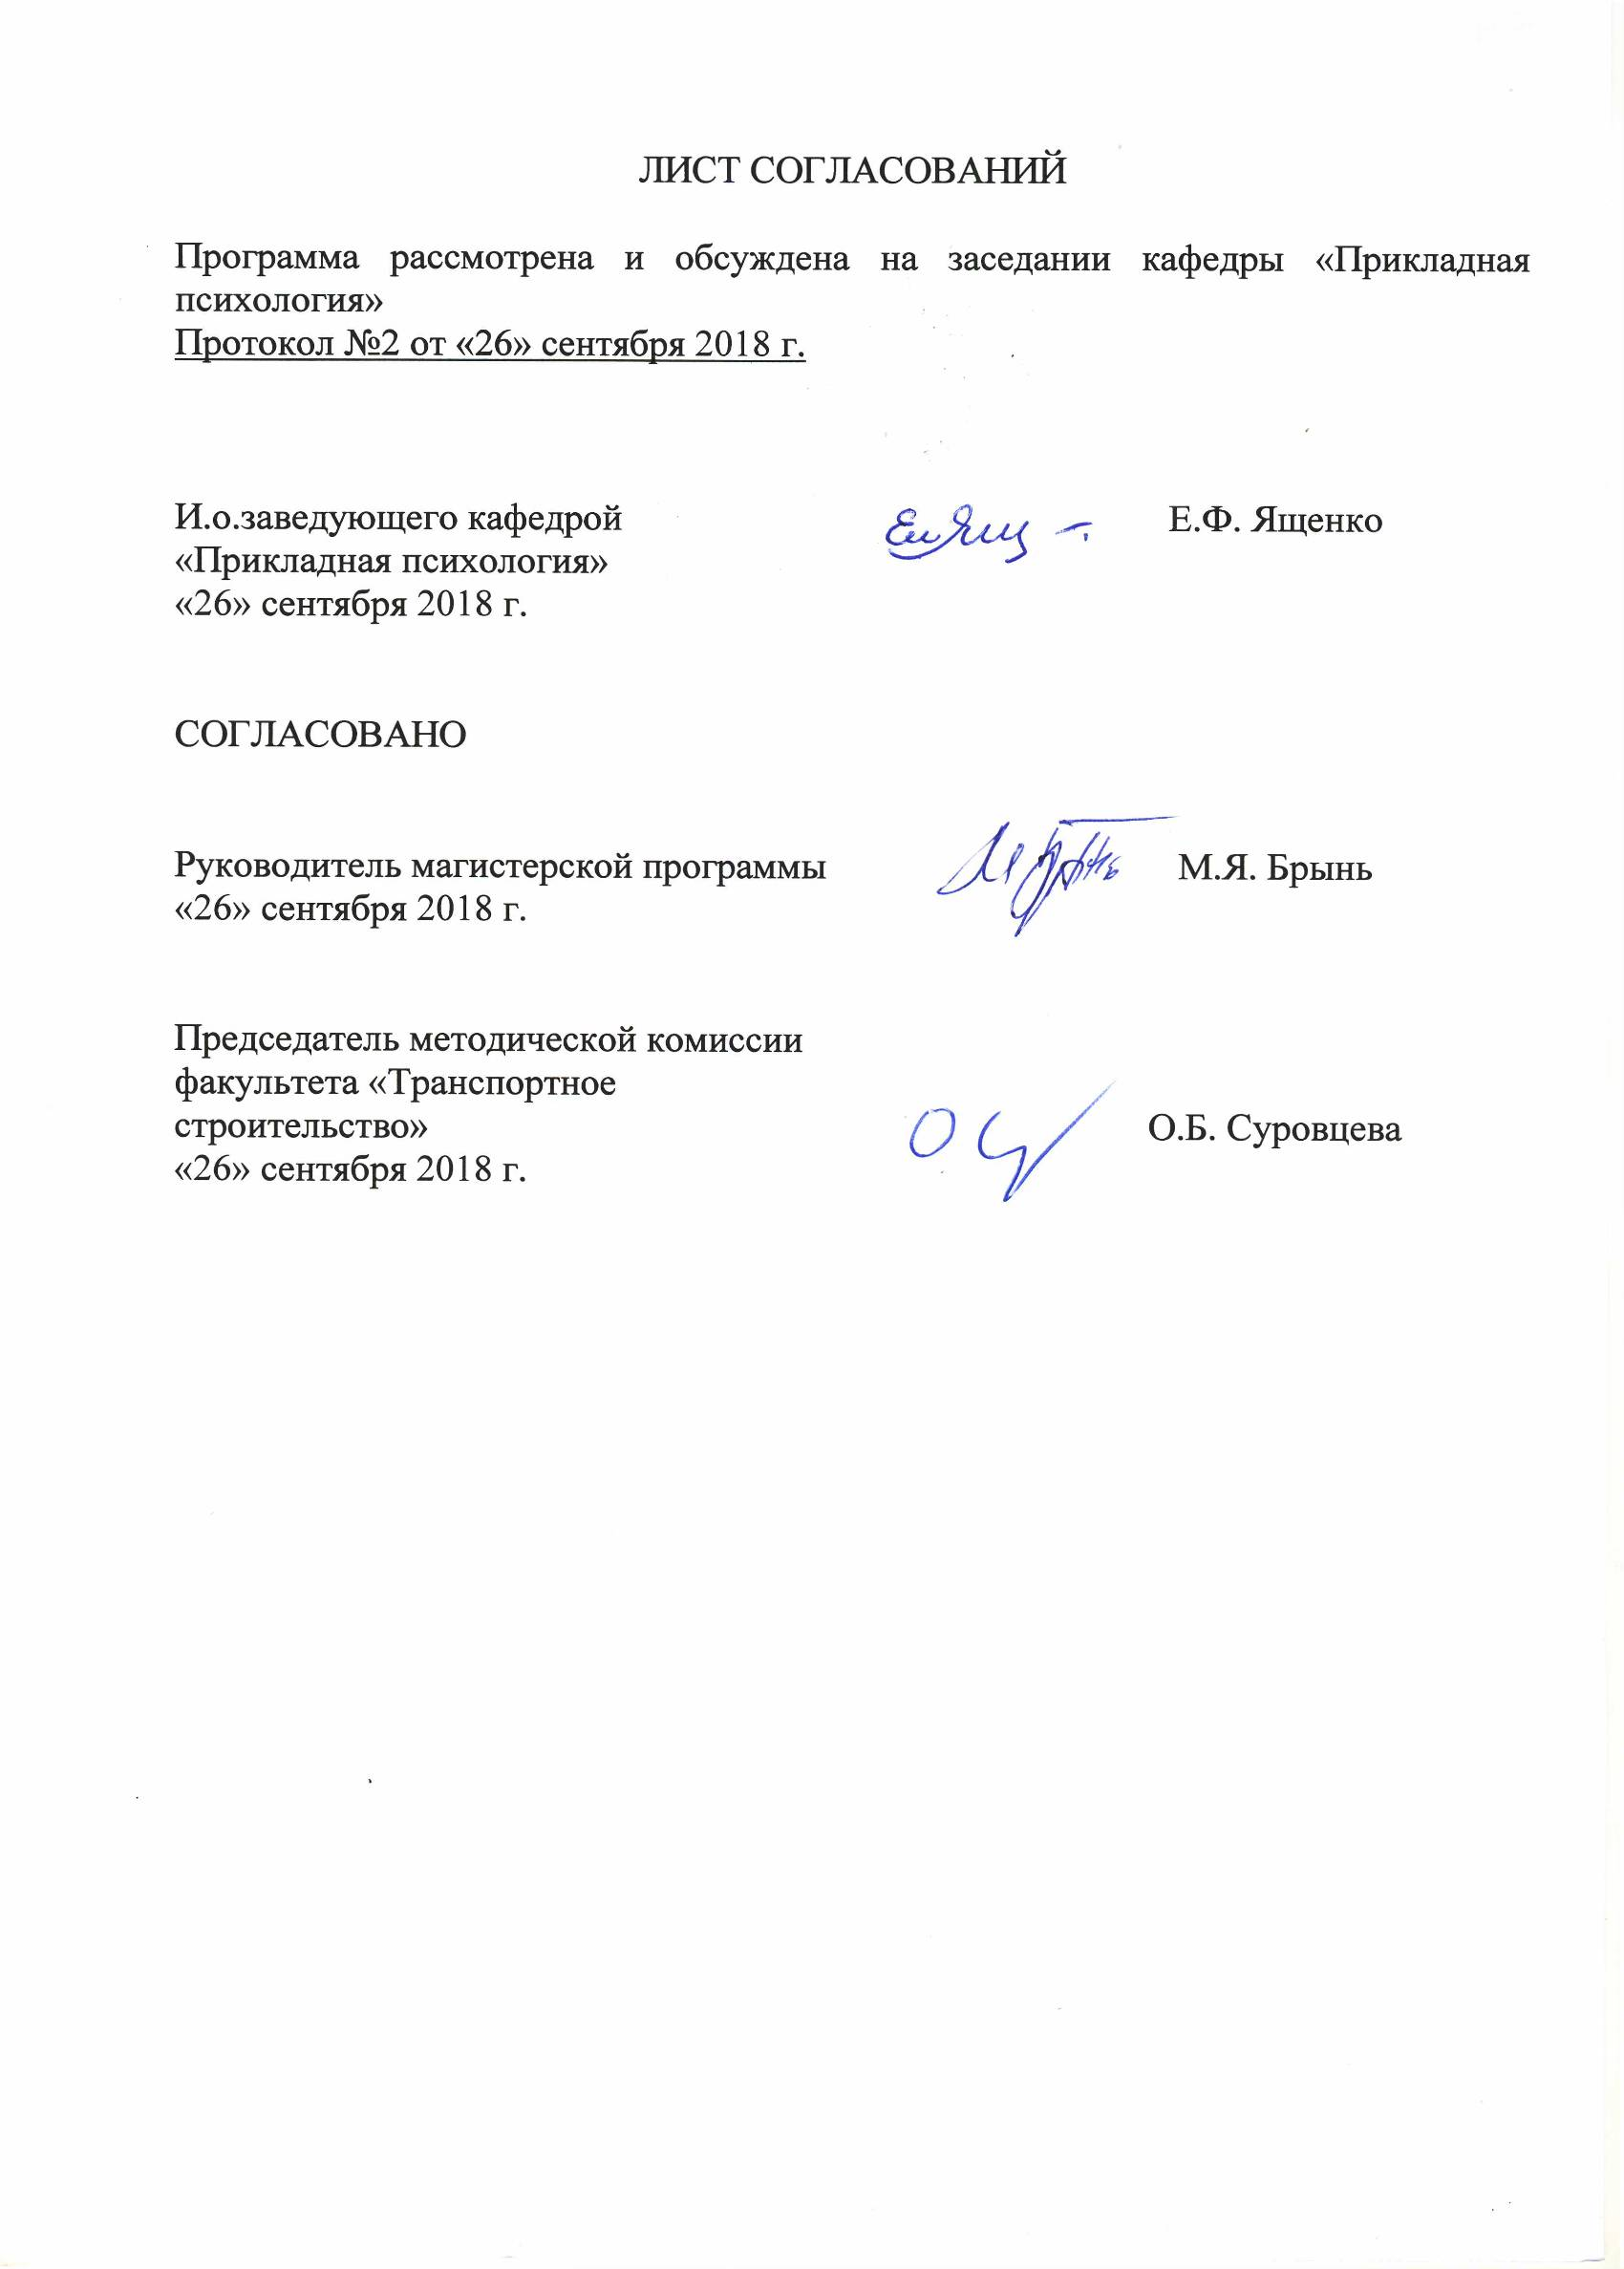 ЛИСТ СОГЛАСОВАНИЙ
Программа рассмотрена и обсуждена на заседании кафедры «Прикладная
психология»
Протокол №2 от «26» сентября 2018 г.
И.о.заведующего кафедрой
Е.Ф. Ященко
«Прикладная психология»
«26» сентября 2018 г.
СОГЛАСОВАНО
Руководитель магистерской программы
М.Я. Брынь
«26» сентября 2018 г.
Председатель методической комиссии
факультета «Транспортное
строительство»
О.Б. Суровцева
«26» сентября 2018 г.